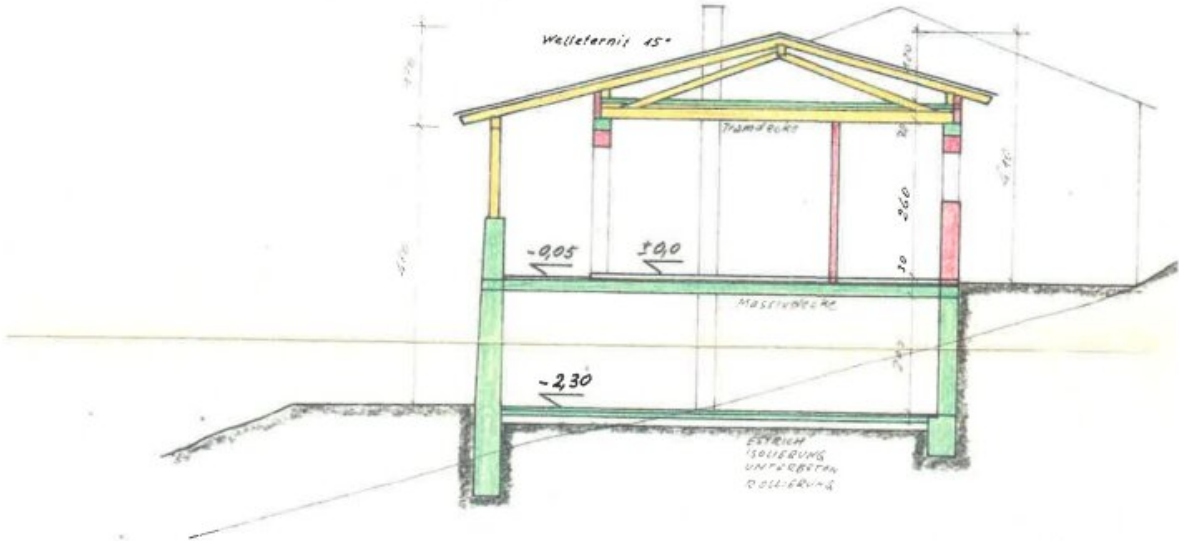 Welleternit 15°
Tramdecke
260
-0,05
±0,0
30
Massivdecke
-2,30
ESTRICH
ISOLIERUNG
UNTERBETON
ROLLIERUNG